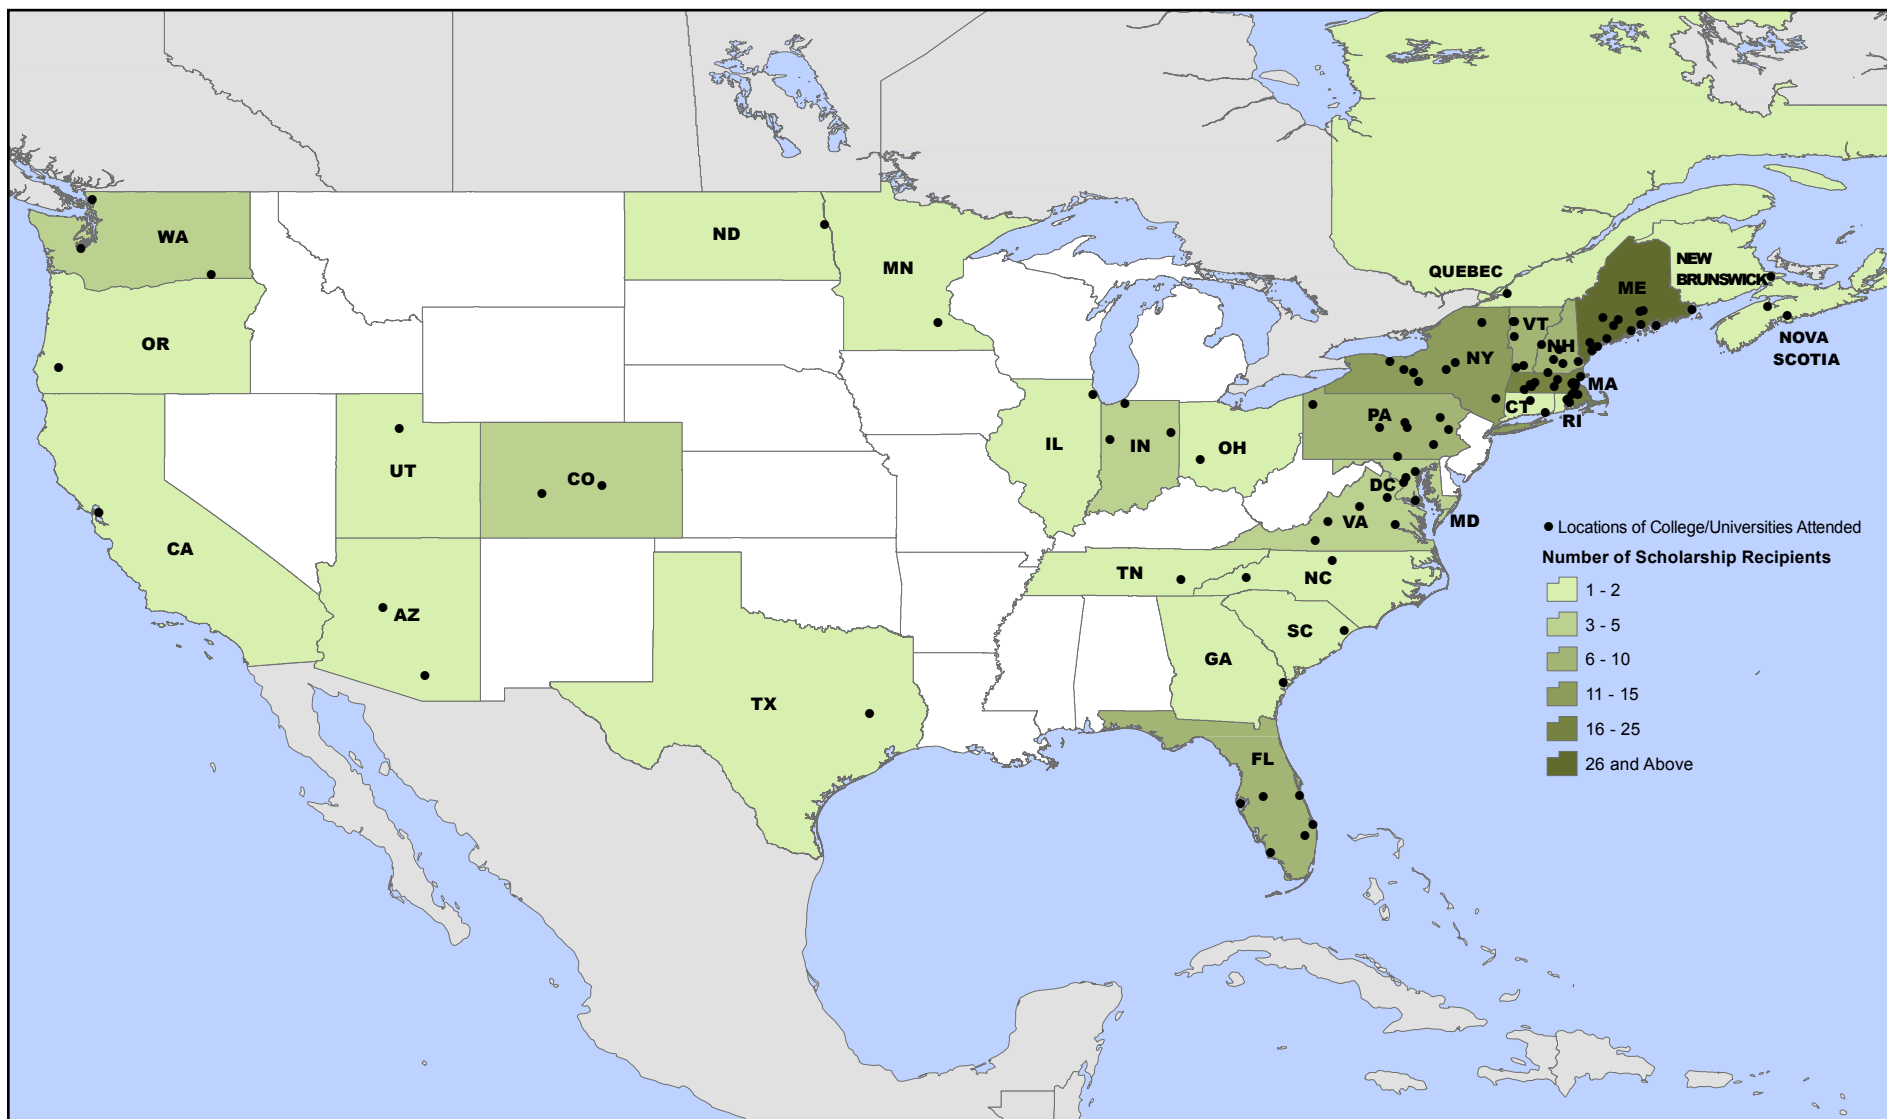 WA
ND
MN
QUEBEC
NEW
BRUNSWICK
ME
OR
VT
NH
NOVA
SCOTIA
NY
MA
CT
RI
PA
UT
CO
IL
IN
OH
DC
VA
MD
CA
TN
NC
AZ
SC
GA
TX
FL
Locations of College/Universities Attended
Number of Scholarship Recipients
1 - 2
3 - 5
6 - 10
11 - 15
16 - 25
26 and Above